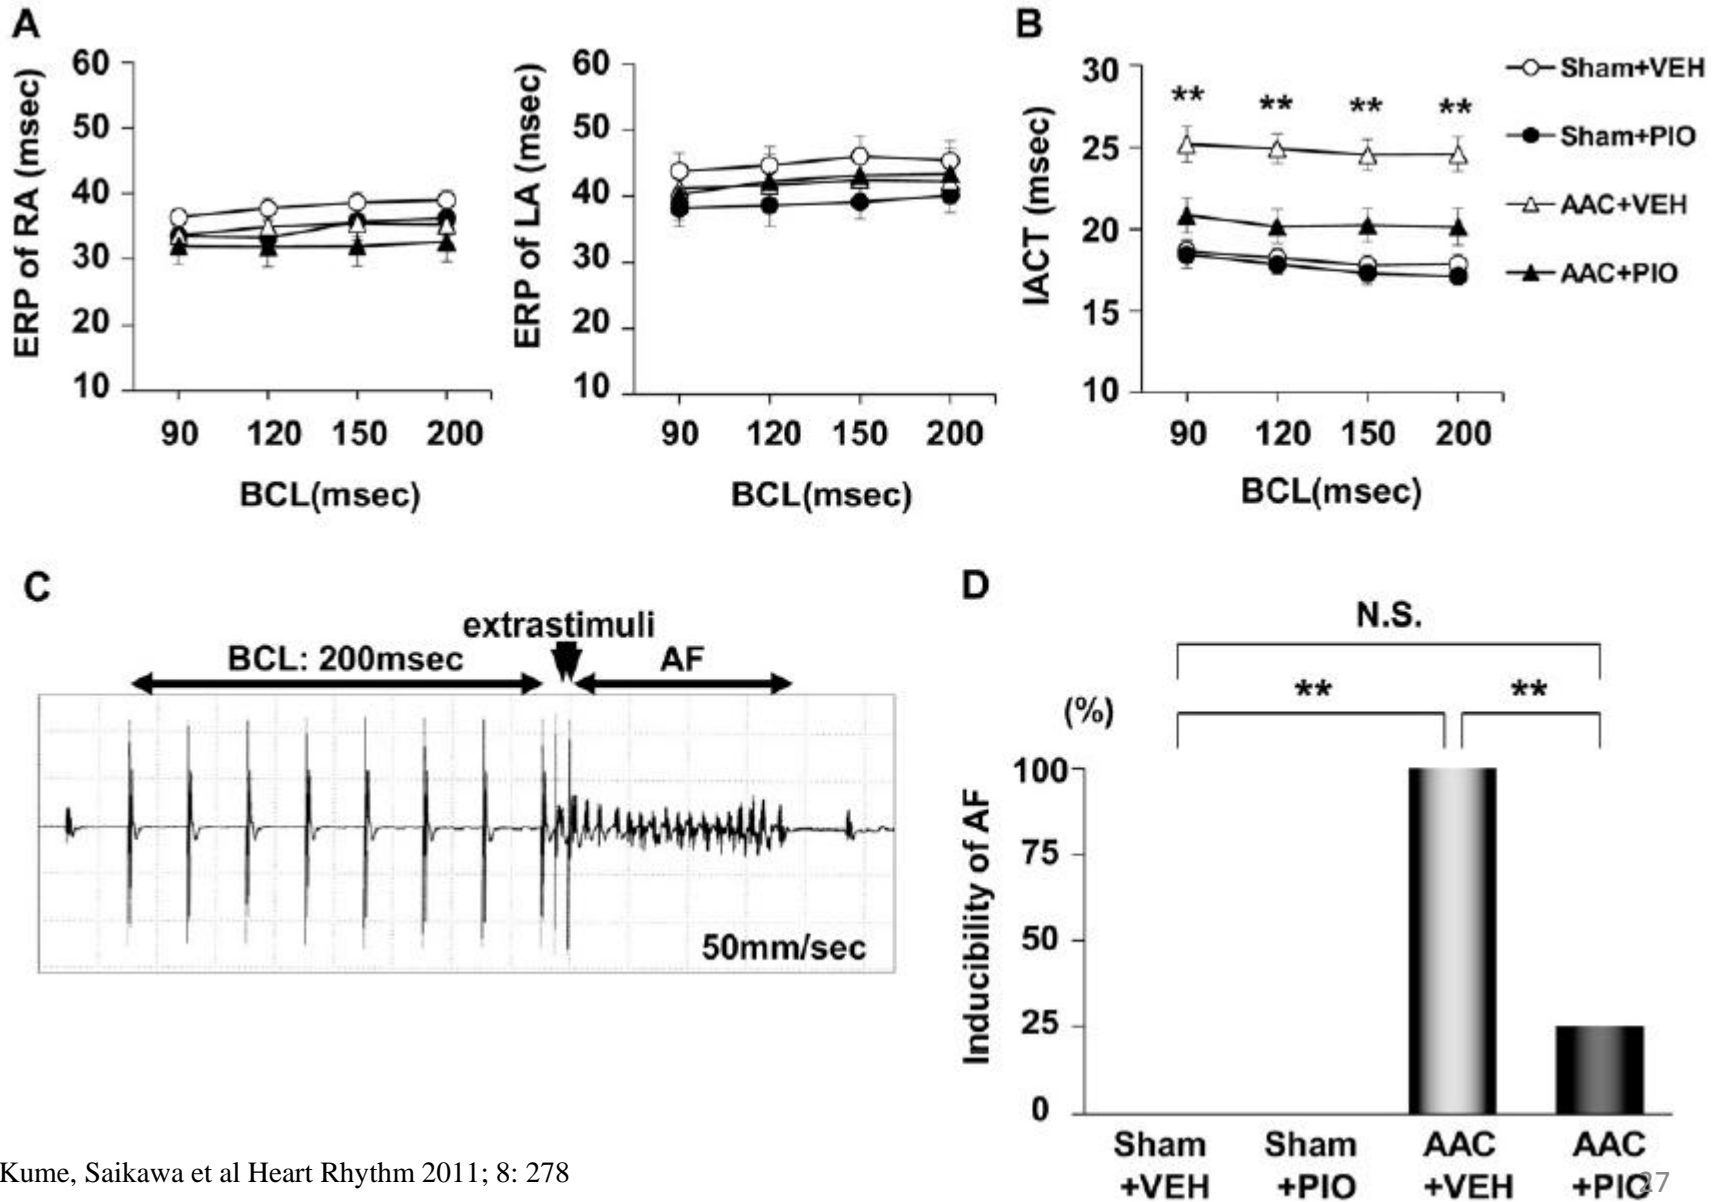 A
ERP of RA (msec)
60
50
40
30
20
10
90 120 150 200
BCL(msec)
ERP of LA (msec)
60
50
40
30
20
10
90 120 150 200
BCL(msec)
B
IACT (msec)
30
25
20
15
10
** ** ** **
90 120 150 200
BCL(msec)
Sham+VEH
Sham+PIO
AAC+VEH
AAC+PIO
C
extrastimuli
BCL: 200msec
AF
50mm/sec
D
N.S.
** **
(%)
Inducibility of AF
100
75
50
25
0
Sham +VEH
Sham +PIO
AAC +VEH
AAC +PIO
Kume, Saikawa et al Heart Rhythm 2011; 8: 278
27